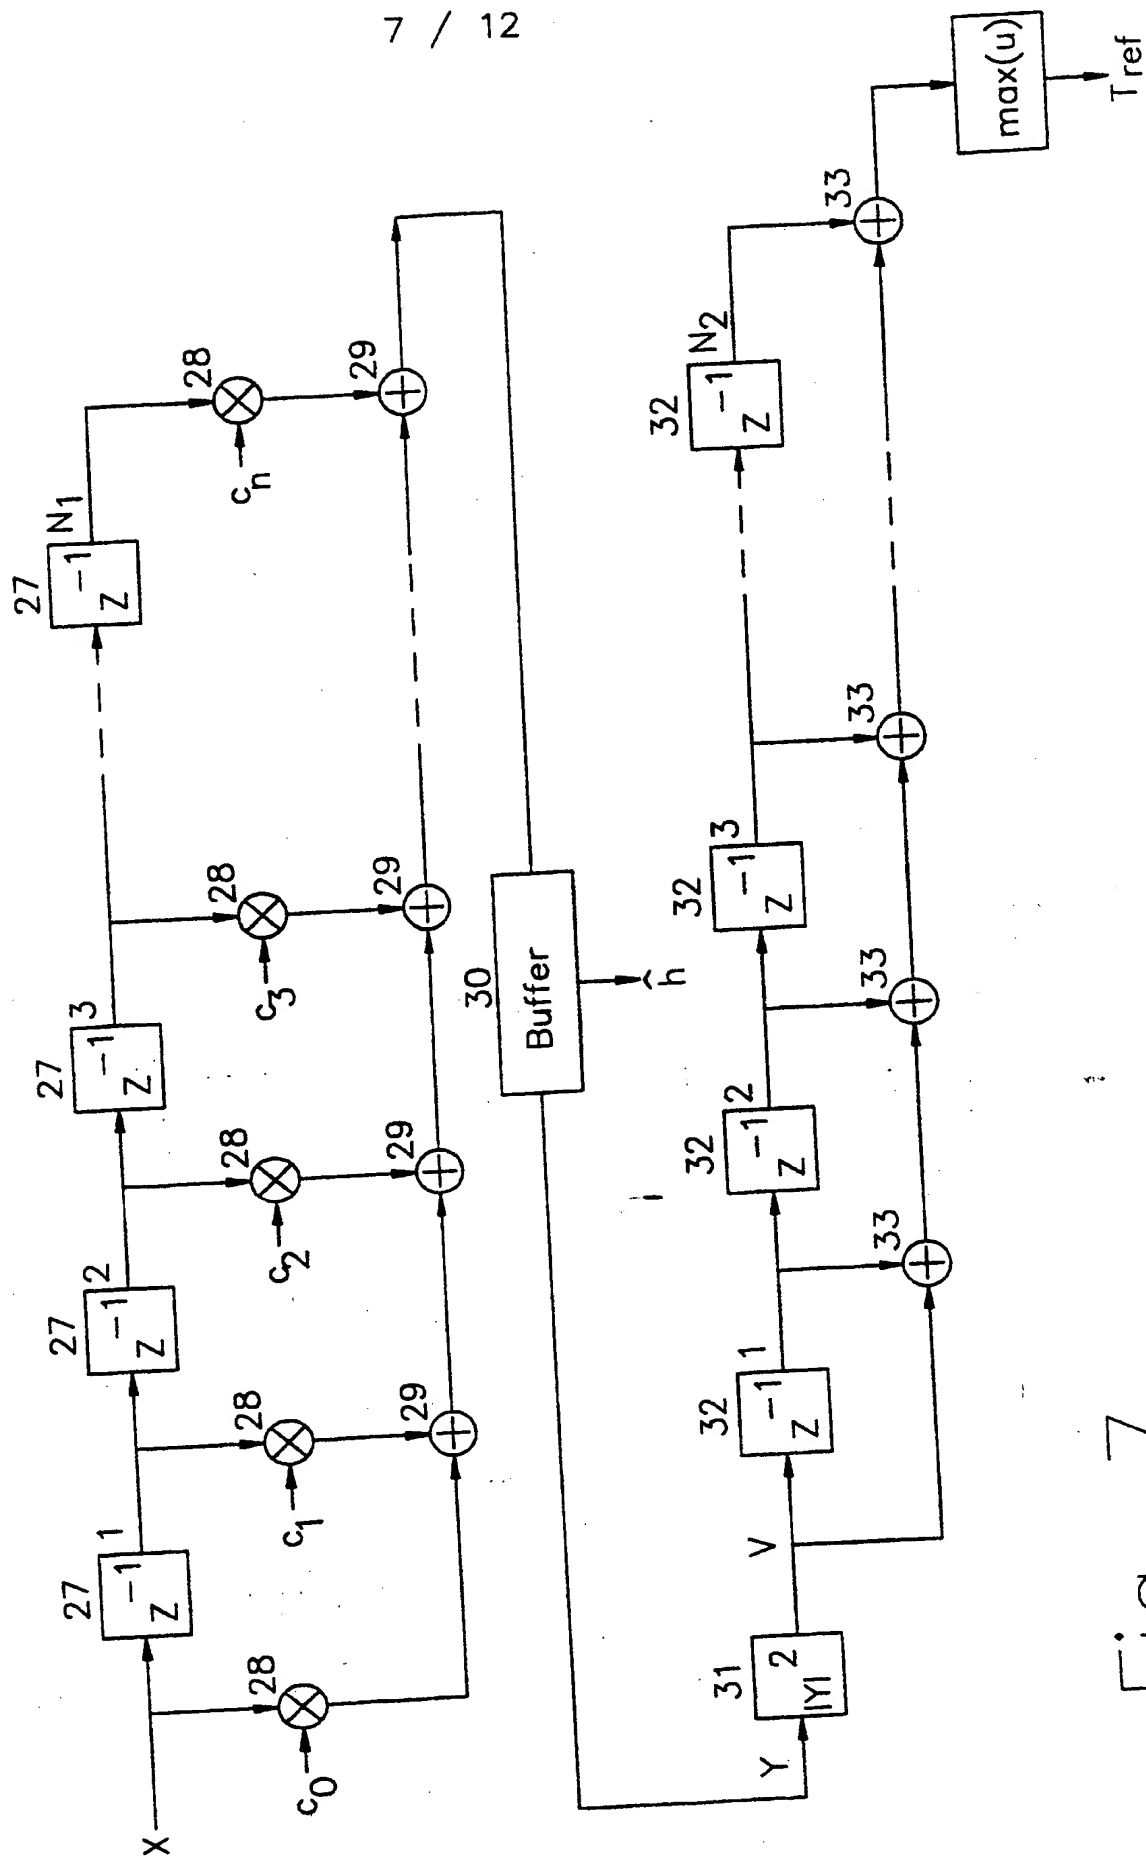 7 / 12
X
27
z⁻¹
1
27
z⁻¹
2
27
z⁻¹
3
27
z⁻¹
N₁
28
c₀
28
c₁
28
c₂
28
c₃
28
cₙ
29
29
29
29
30
Buffer
ĥ
Y
31
|Y|²
V
32
z⁻¹
1
32
z⁻¹
2
32
z⁻¹
3
32
z⁻¹
N₂
33
33
33
33
max(u)
T ref